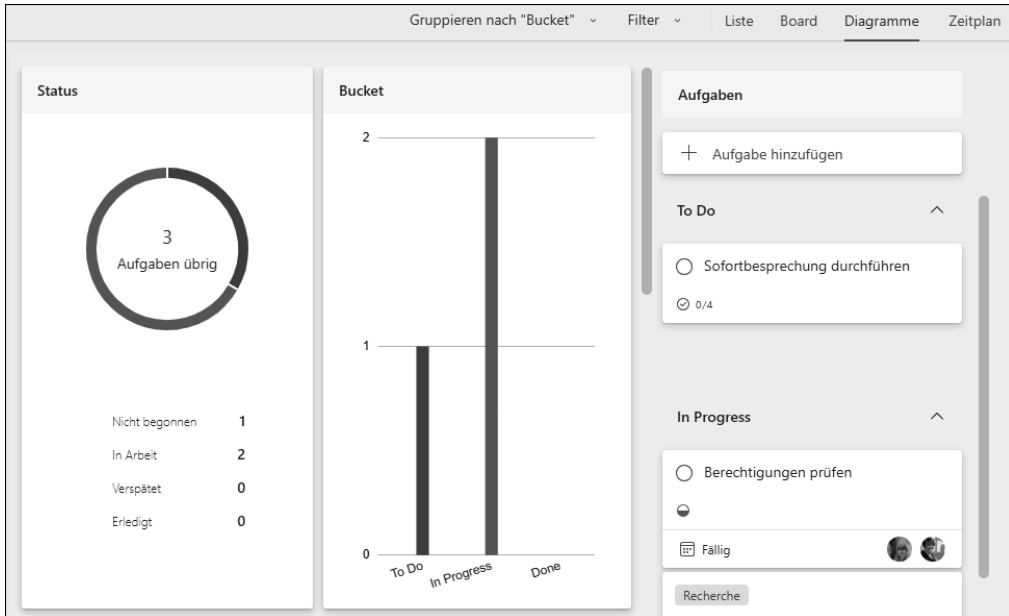 Gruppieren nach "Bucket" Filter Liste Board Diagramme Zeitplan
Status
3
Aufgaben übrig
Nicht begonnen 1
In Arbeit 2
Verspätet 0
Erledigt 0
Bucket
2
1
0
To Do In Progress Done
Aufgaben
Aufgabe hinzufügen
To Do
Sofortbesprechung durchführen
0/4
In Progress
Berechtigungen prüfen
Fällig
Recherche